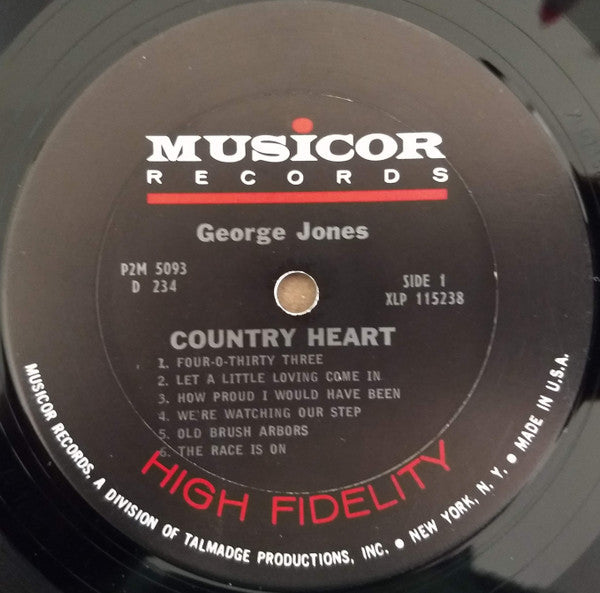 MUSICOR
RECORDS
George Jones
P2M 5093
D 234
SIDE 1
XLP 115238
COUNTRY HEART
1. FOUR-O-THIRTY THREE
2. LET A LITTLE LOVING COME IN
3. HOW PROUD I WOULD HAVE BEEN
4. WE'RE WATCHING OUR STEP
5. OLD BRUSH ARBORS
6. THE RACE IS ON
HIGH FIDELITY
MUSICOR RECORDS, A DIVISION OF TALMADGE PRODUCTIONS, INC. ● NEW YORK, N. Y. ● MADE IN U.S.A.